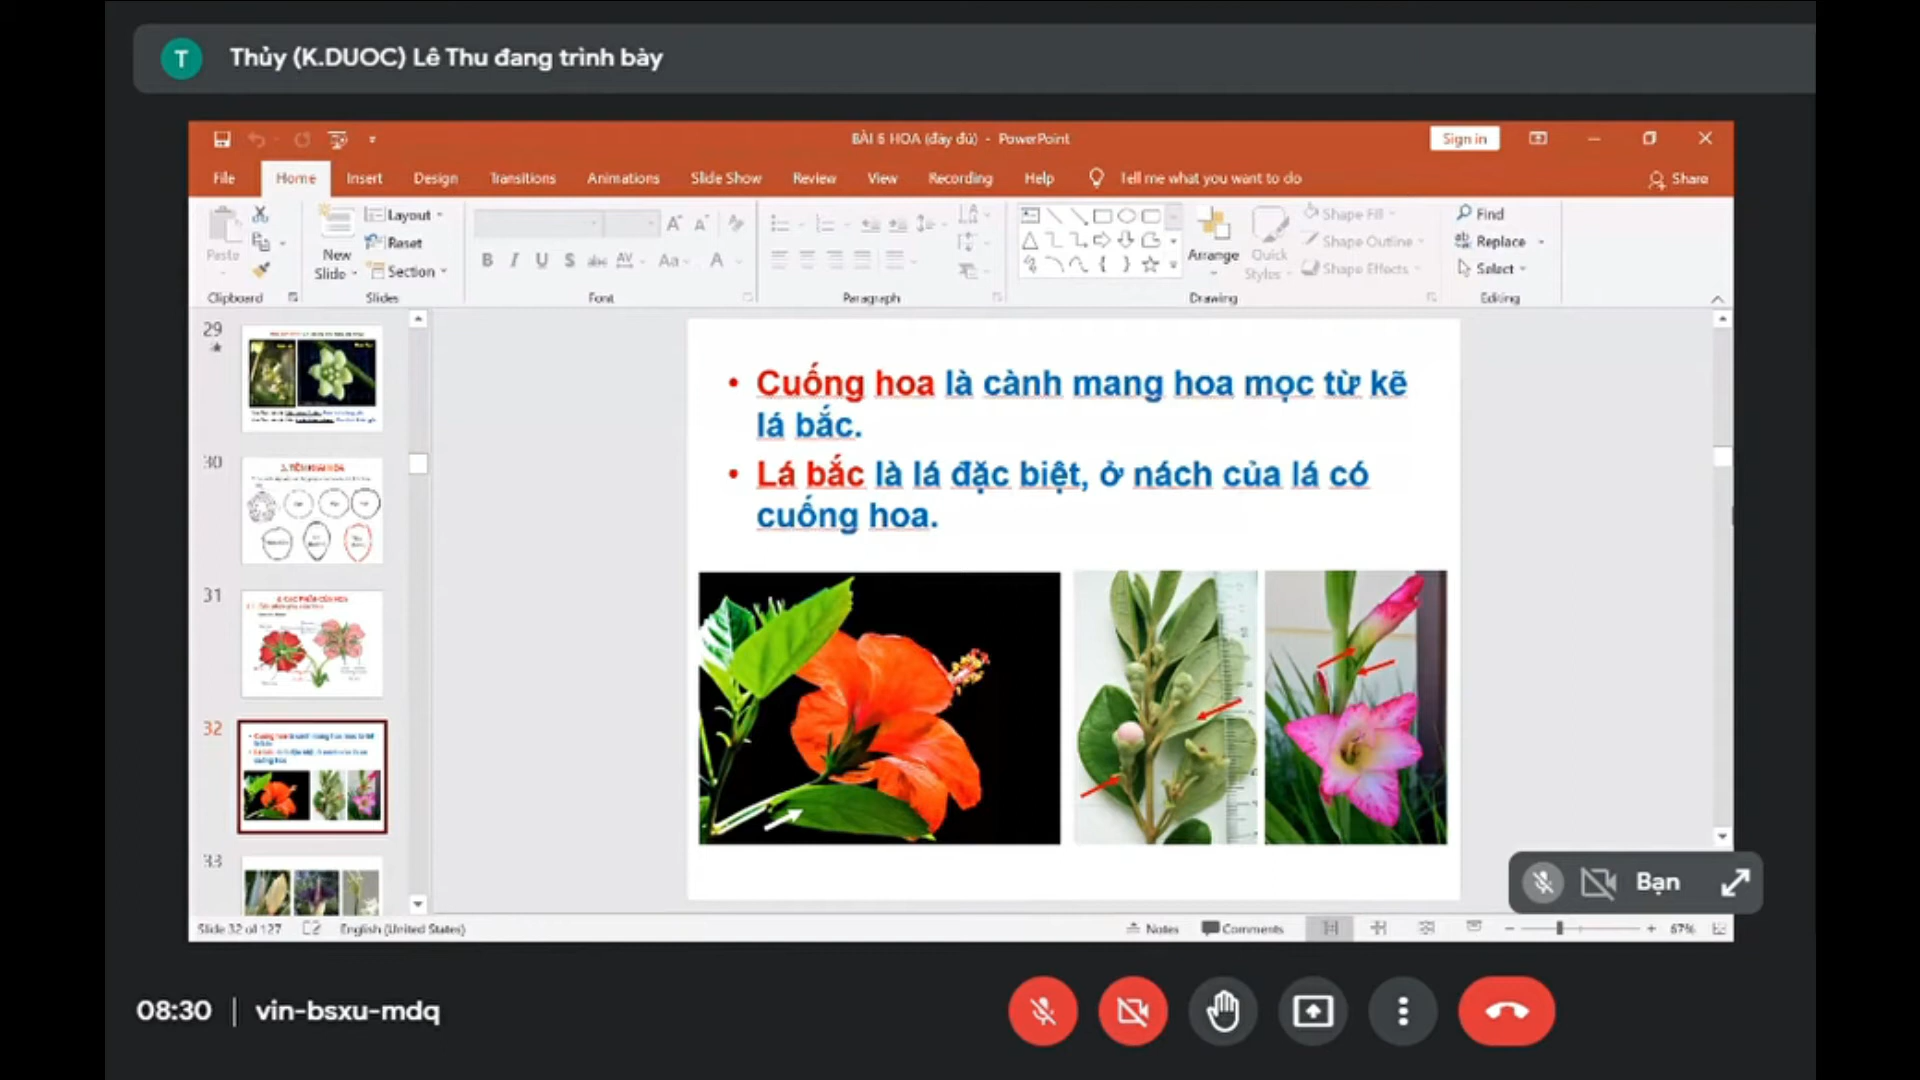 T
Thủy (K.DUOC) Lê Thu đang trình bày
BÀI 6 HOA (đầy đủ) - PowerPoint
Sign in
File Home Insert Design Transitions Animations Slide Show Review View Recording Help Tell me what you want to do Share
Paste
New Slide
Layout
Reset
Section
B I U S abc AV Aa A
Arrange
Quick Styles
Shape Fill
Shape Outline
Shape Effects
Find
Replace
Select
Clipboard Slides Font Paragraph Drawing Editing
29
30
31
32
33
• Cuống hoa là cành mang hoa mọc từ kẽ
lá bắc.
• Lá bắc là lá đặc biệt, ở nách của lá có
cuống hoa.
Bạn
Slide 32 of 127 English (United States) Notes Comments 67%
08:30 | vin-bsxu-mdq